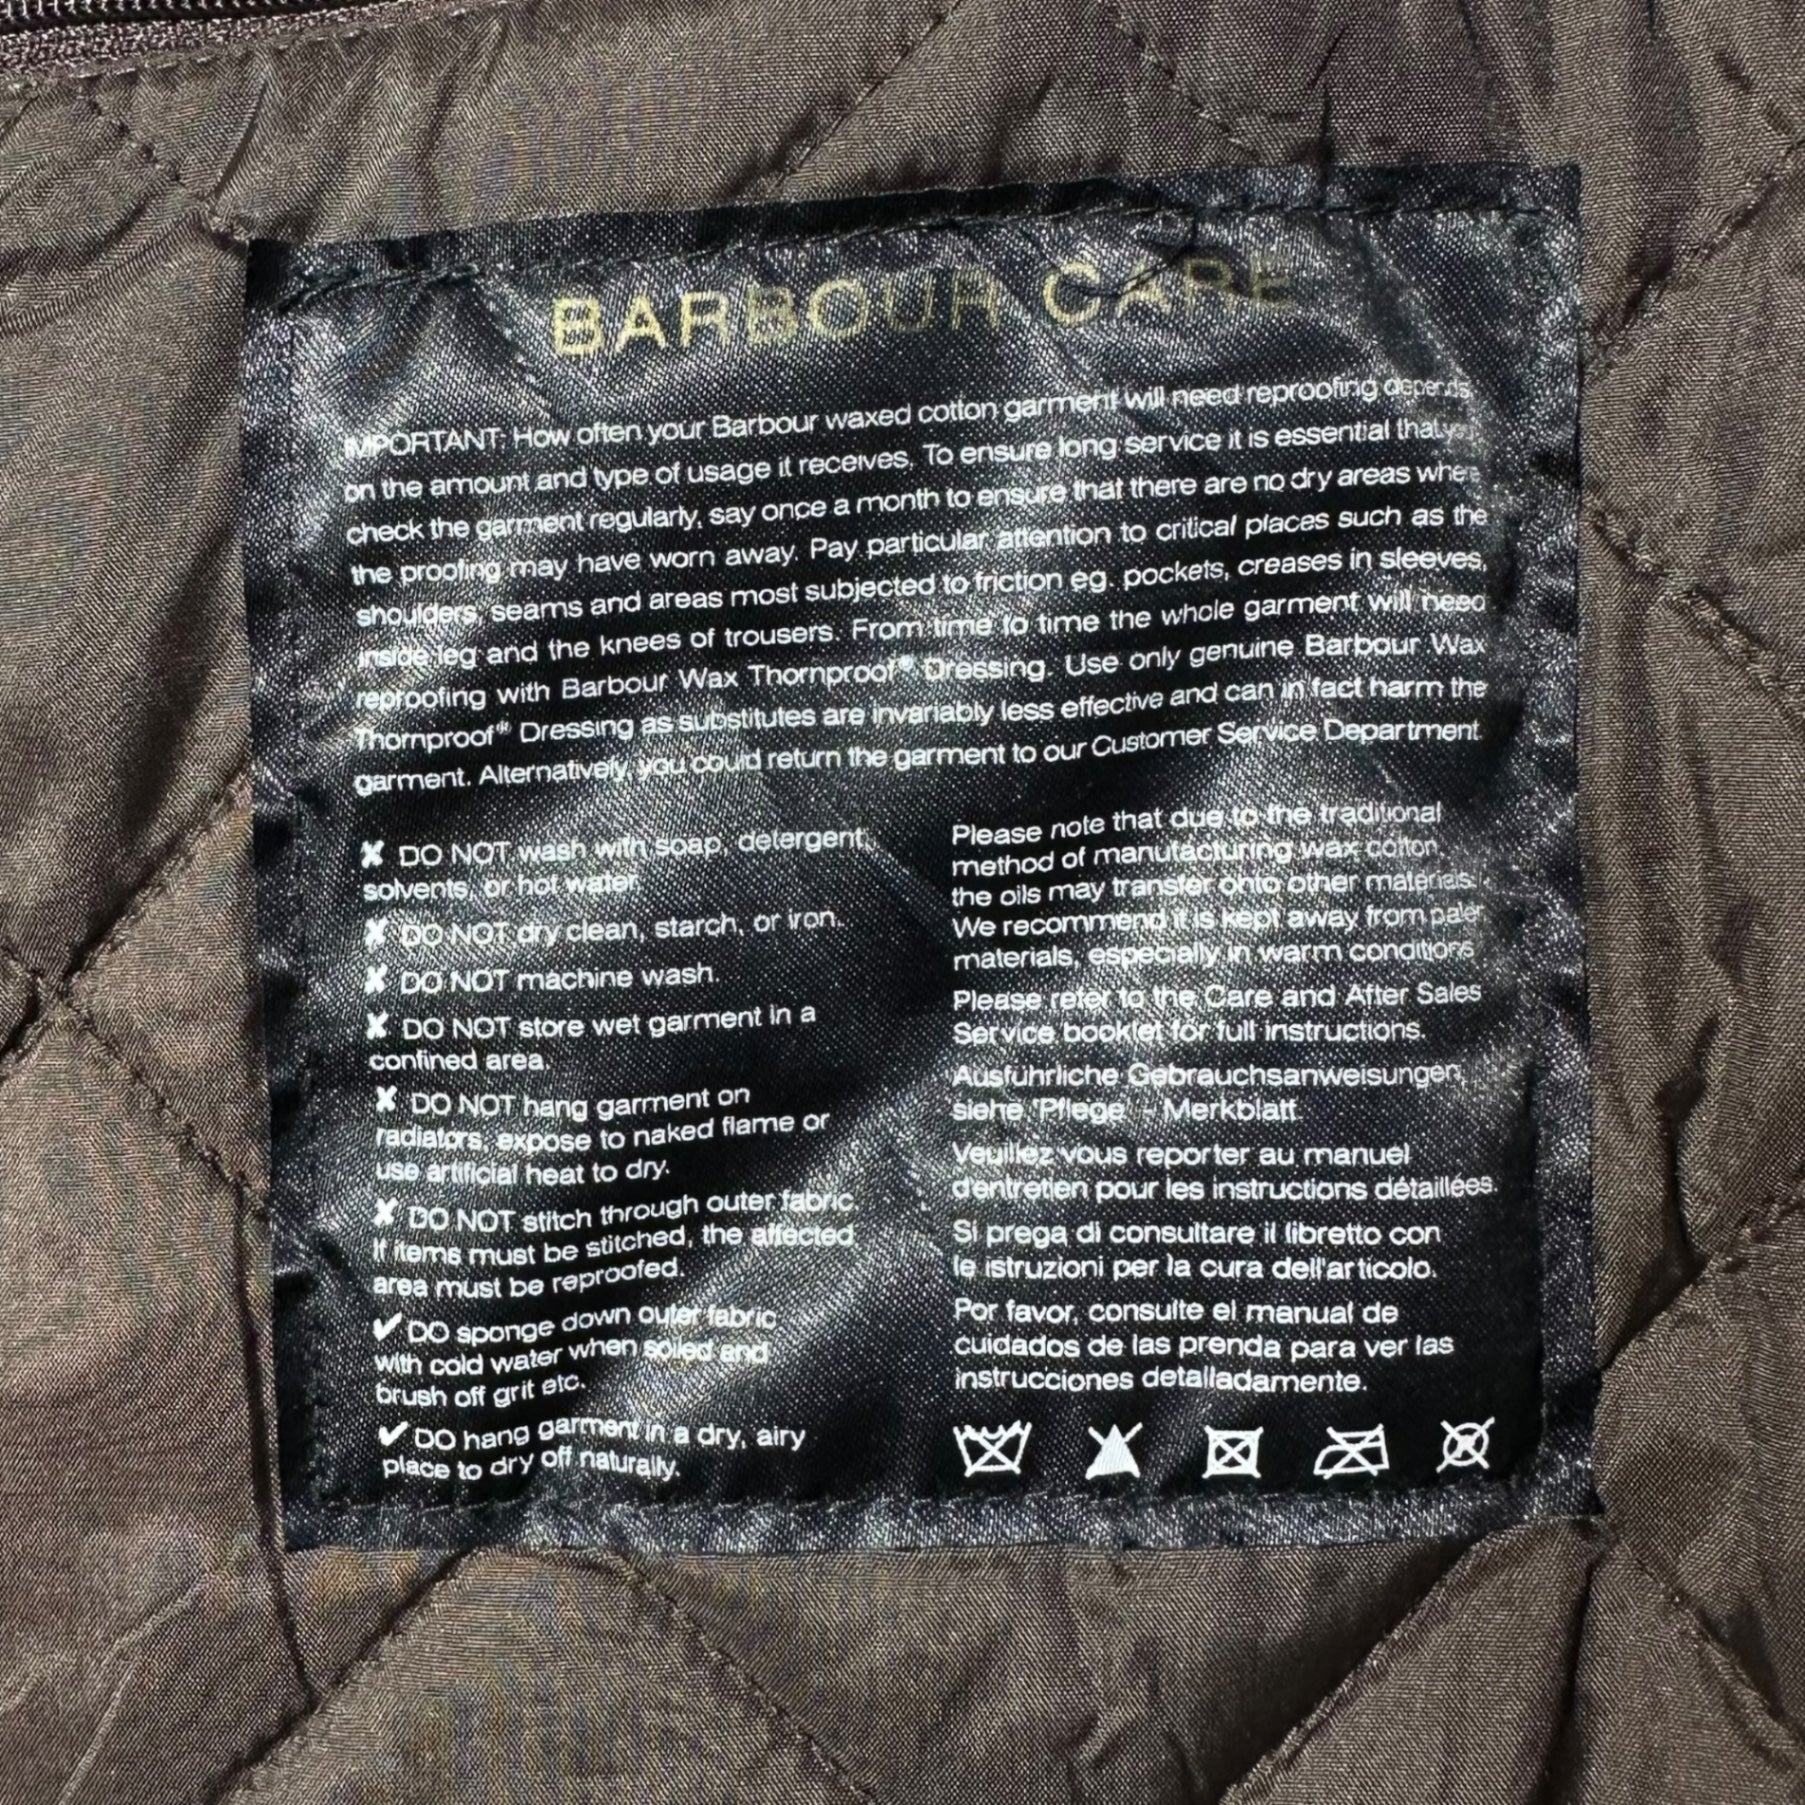 BARBOUR CARE
IMPORTANT: How often your Barbour waxed cotton garment will need reproofing depends
on the amount and type of usage it receives. To ensure long service it is essential that you
check the garment regularly, say once a month to ensure that there are no dry areas where
the proofing may have worn away. Pay particular attention to critical places such as the
shoulders, seams and areas most subjected to friction eg. pockets, creases in sleeves,
inside leg and the knees of trousers. From time to time the whole garment will need
reproofing with Barbour Wax Thornproof® Dressing. Use only genuine Barbour Wax
Thornproof® Dressing as substitutes are invariably less effective and can in fact harm the
garment. Alternatively, you could return the garment to our Customer Service Department.
✘ DO NOT wash with soap, detergent,
solvents, or hot water.
✘ DO NOT dry clean, starch, or iron.
✘ DO NOT machine wash.
✘ DO NOT store wet garment in a
confined area.
✘ DO NOT hang garment on
radiators, expose to naked flame or
use artificial heat to dry.
✘ DO NOT stitch through outer fabric.
If items must be stitched, the affected
area must be reproofed.
✔ DO sponge down outer fabric
with cold water when soiled and
brush off grit etc.
✔ DO hang garment in a dry, airy
place to dry off naturally.
Please note that due to the traditional
method of manufacturing wax cotton,
the oils may transfer onto other materials.
We recommend it is kept away from paler
materials, especially in warm conditions
Please refer to the Care and After Sales
Service booklet for full instructions.
Ausführliche Gebrauchsanweisungen,
siehe 'Pflege' - Merkblatt.
Veuillez vous reporter au manuel
d'entretien pour les instructions détaillées.
Si prega di consultare il libretto con
le istruzioni per la cura dell'articolo.
Por favor, consulte el manual de
cuidados de las prenda para ver las
instrucciones detalladamente.